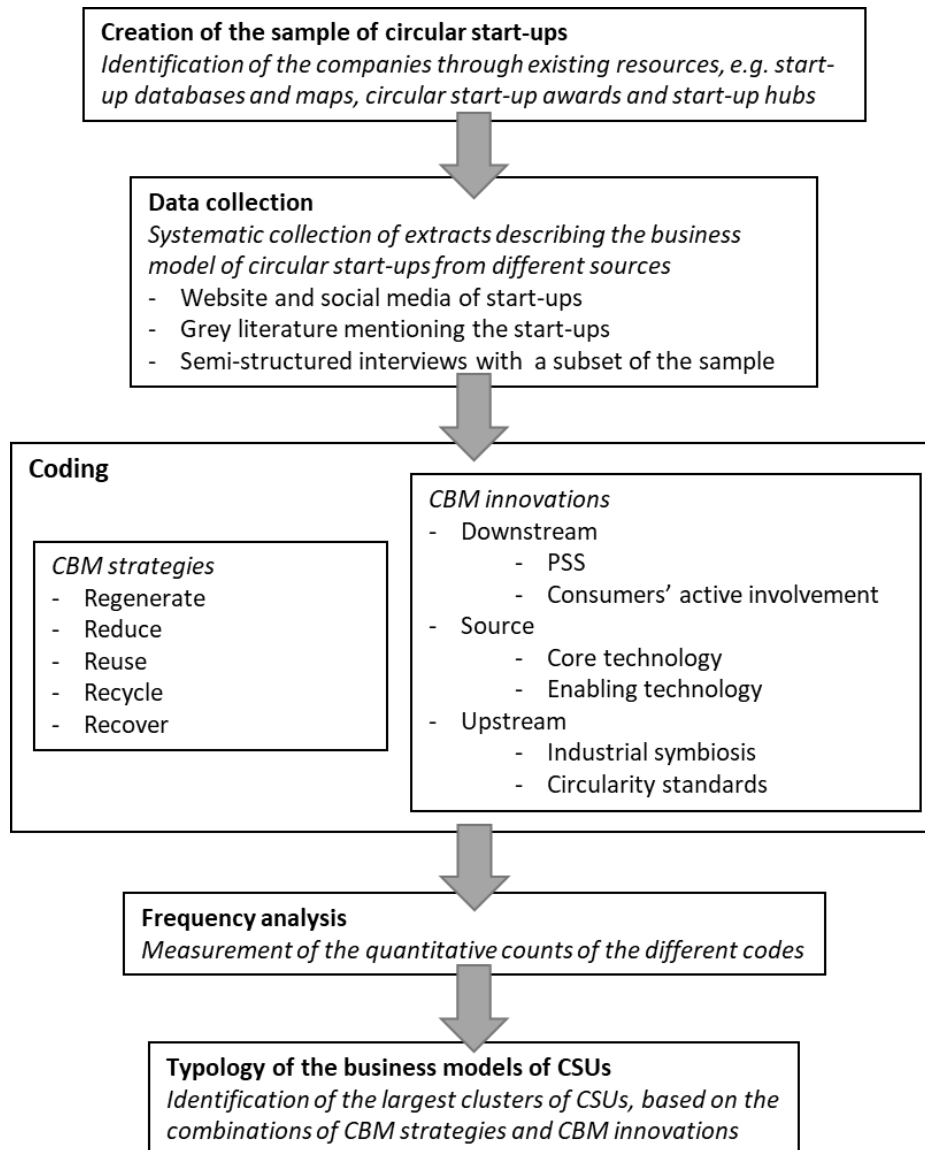 Creation of the sample of circular start-ups
Identification of the companies through existing resources, e.g. start-
up databases and maps, circular start-up awards and start-up hubs
Data collection
Systematic collection of extracts describing the business
model of circular start-ups from different sources
- Website and social media of start-ups
- Grey literature mentioning the start-ups
- Semi-structured interviews with a subset of the sample
Coding
CBM strategies
- Regenerate
- Reduce
- Reuse
- Recycle
- Recover
CBM innovations
- Downstream
- PSS
- Consumers’ active involvement
- Source
- Core technology
- Enabling technology
- Upstream
- Industrial symbiosis
- Circularity standards
Frequency analysis
Measurement of the quantitative counts of the different codes
Typology of the business models of CSUs
Identification of the largest clusters of CSUs, based on the
combinations of CBM strategies and CBM innovations